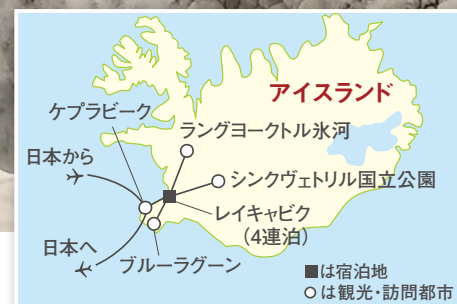 アイスランド
ケプラビーク
ラングヨークトル氷河
日本から
シンクヴェトリル国立公園
レイキャビク
(4連泊)
日本へ
ブルーラグーン
■は宿泊地
○は観光・訪問都市